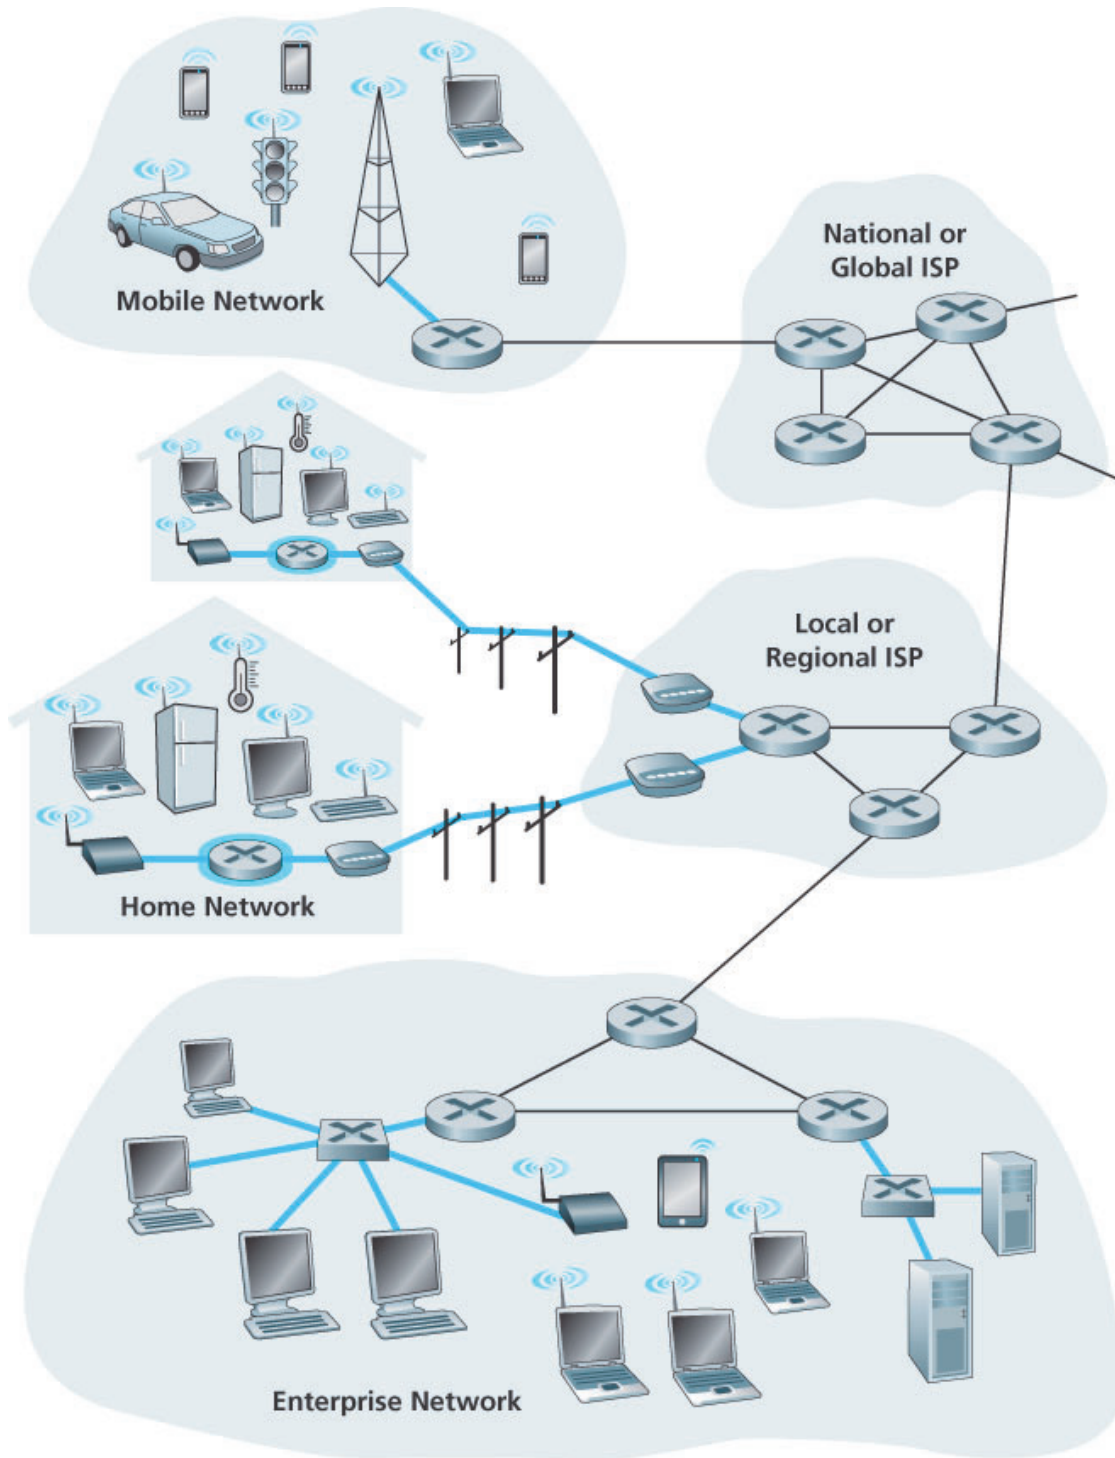 National or
Global ISP
Mobile Network
Local or
Regional ISP
Home Network
Enterprise Network